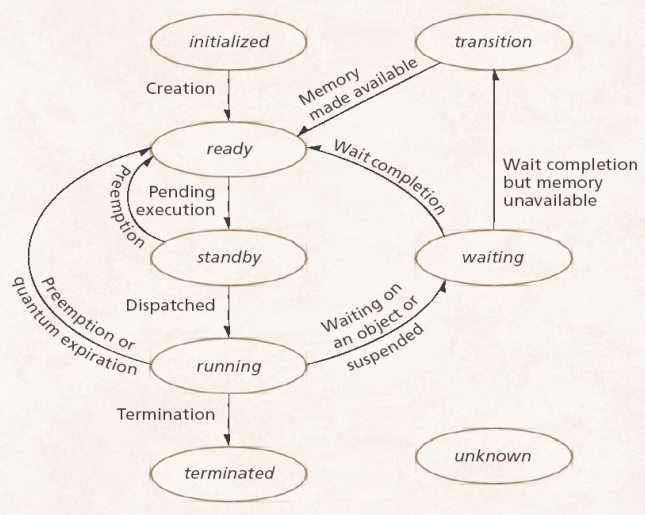 initialized
transition
Creation
Memory
made available
ready
Wait completion
Preemption
Pending
execution
Wait completion
but memory
unavailable
standby
waiting
Dispatched
Waiting on
an object or
suspended
Preemption or
quantum expiration
running
Termination
unknown
terminated